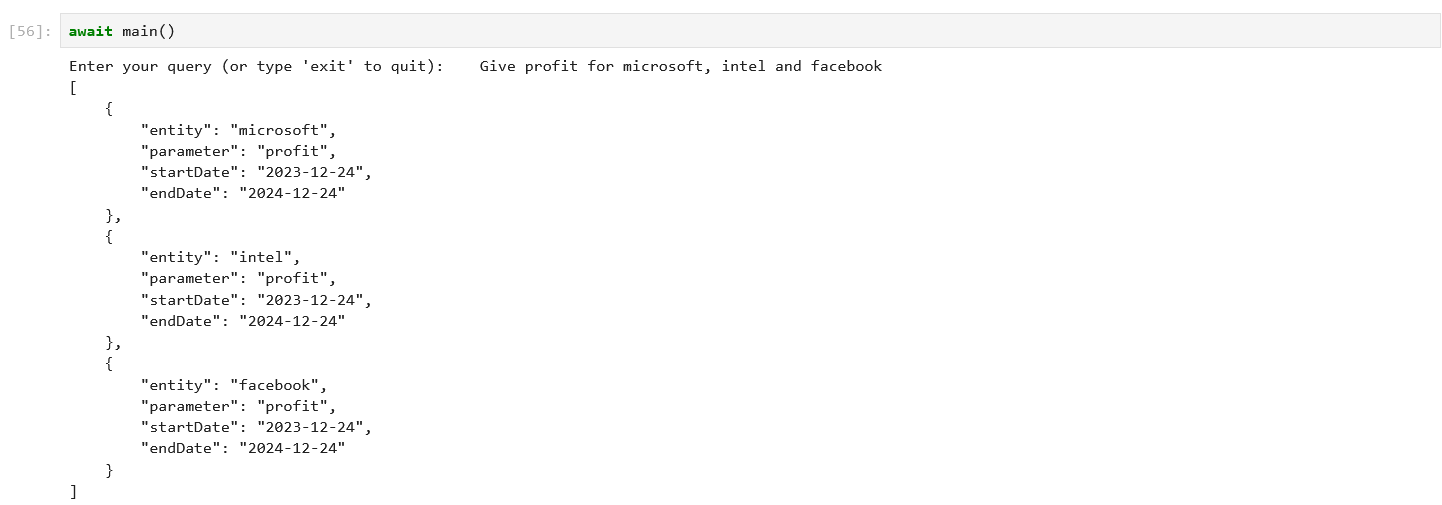 [56]: await main()
Enter your query (or type 'exit' to quit):    Give profit for microsoft, intel and facebook
[
    {
        "entity": "microsoft",
        "parameter": "profit",
        "startDate": "2023-12-24",
        "endDate": "2024-12-24"
    },
    {
        "entity": "intel",
        "parameter": "profit",
        "startDate": "2023-12-24",
        "endDate": "2024-12-24"
    },
    {
        "entity": "facebook",
        "parameter": "profit",
        "startDate": "2023-12-24",
        "endDate": "2024-12-24"
    }
]